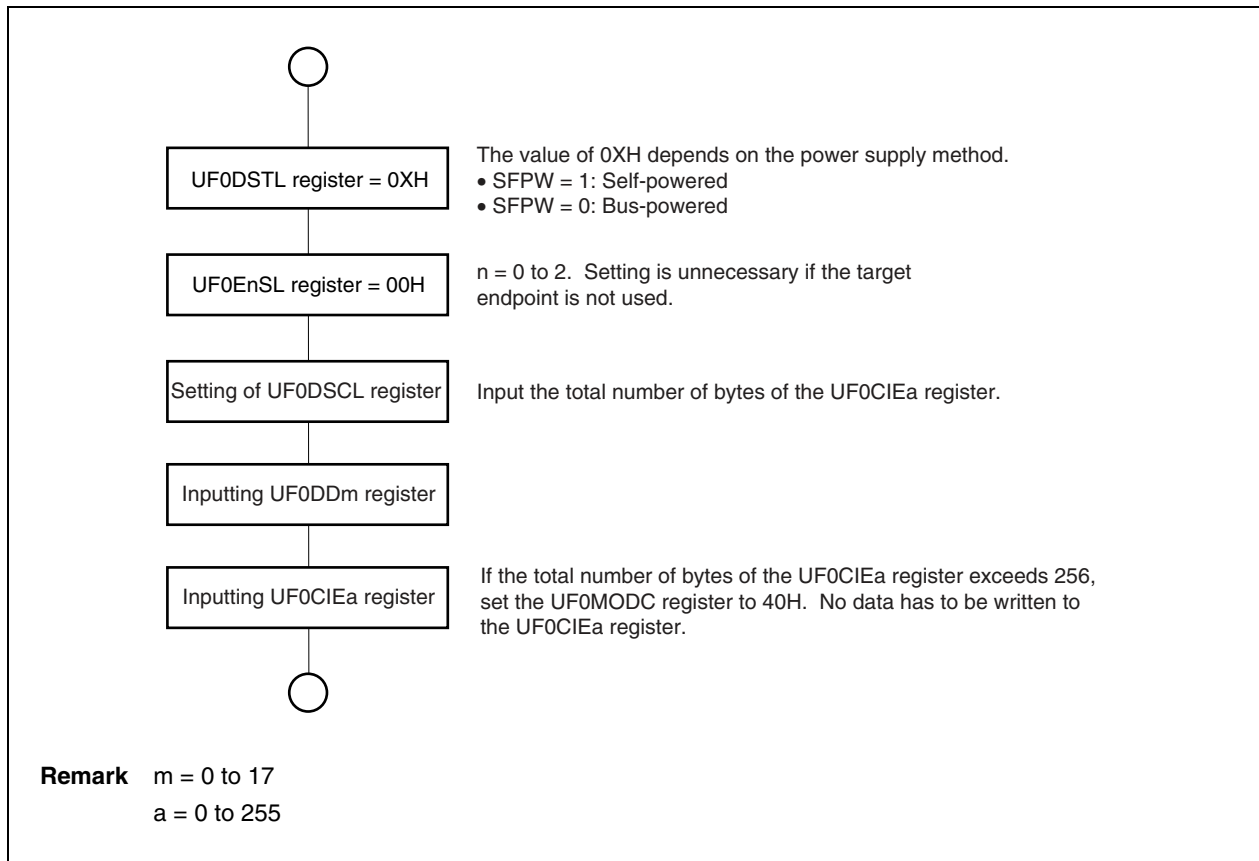 UF0DSTL register = 0XH
The value of 0XH depends on the power supply method.
• SFPW = 1: Self-powered
• SFPW = 0: Bus-powered
UF0EnSL register = 00H
n = 0 to 2.  Setting is unnecessary if the target
endpoint is not used.
Setting of UF0DSCL register
Input the total number of bytes of the UF0CIEa register.
Inputting UF0DDm register
Inputting UF0CIEa register
If the total number of bytes of the UF0CIEa register exceeds 256,
set the UF0MODC register to 40H.  No data has to be written to
the UF0CIEa register.
Remark m = 0 to 17
a = 0 to 255